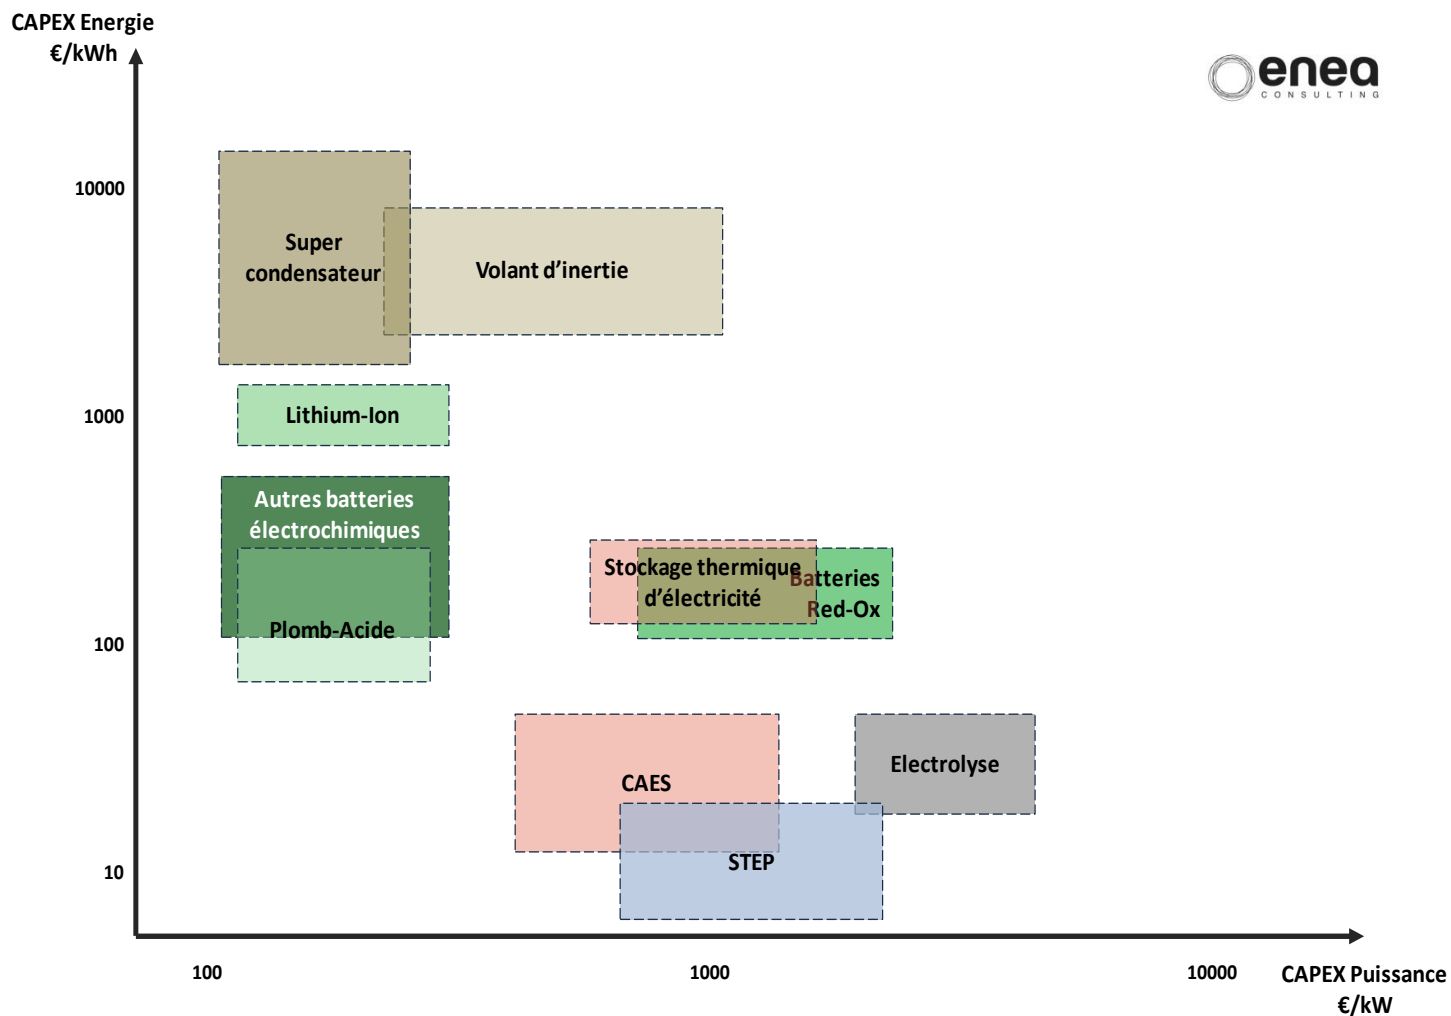 CAPEX Energie
€/kWh
enea
CONSULTING
10000
Super
condensateur
Volant d’inertie
1000
Lithium-Ion
Autres batteries
électrochimiques
Stockage thermique
d’électricité
Batteries
Red-Ox
Plomb-Acide
100
CAES
Electrolyse
STEP
10
100
1000
10000
CAPEX Puissance
€/kW